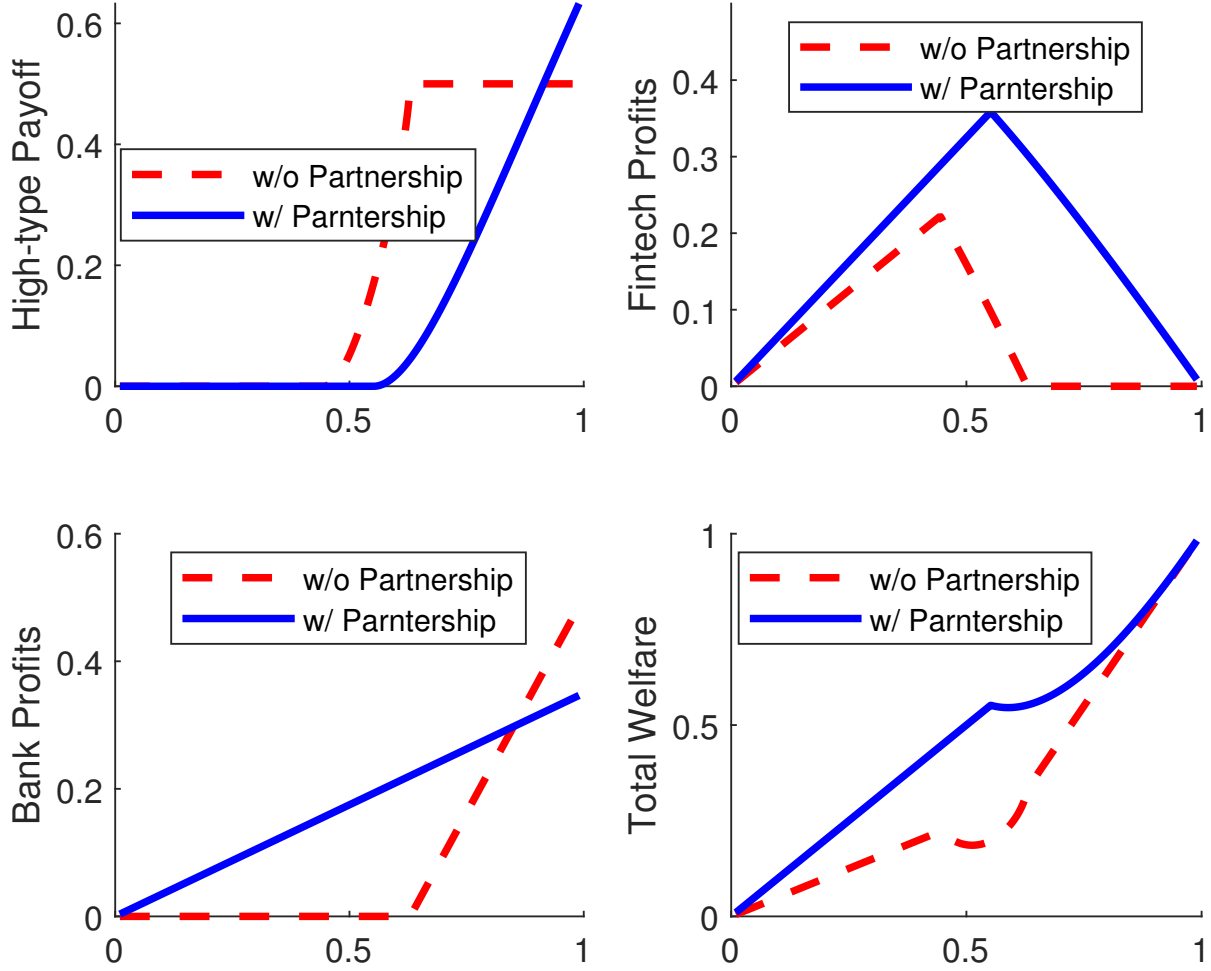 High-type Payoff
0.6
0.4
0.2
0
w/o Partnership
w/ Parntership
0 0.5 1
Fintech Profits
0.4
0.3
0.2
0.1
0
w/o Partnership
w/ Parntership
0 0.5 1
Bank Profits
0.6
0.4
0.2
0
w/o Partnership
w/ Parntership
0 0.5 1
Total Welfare
1
0.5
0
w/o Partnership
w/ Parntership
0 0.5 1